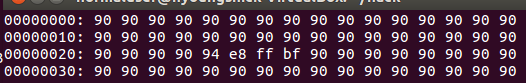 00000000: 90 90 90 90 90 90 90 90 90 90 90 90 90 90 90 90
00000010: 90 90 90 90 90 90 90 90 90 90 90 90 90 90 90 90
00000020: 90 90 90 90 94 e8 ff bf 90 90 90 90 90 90 90 90
00000030: 90 90 90 90 90 90 90 90 90 90 90 90 90 90 90 90